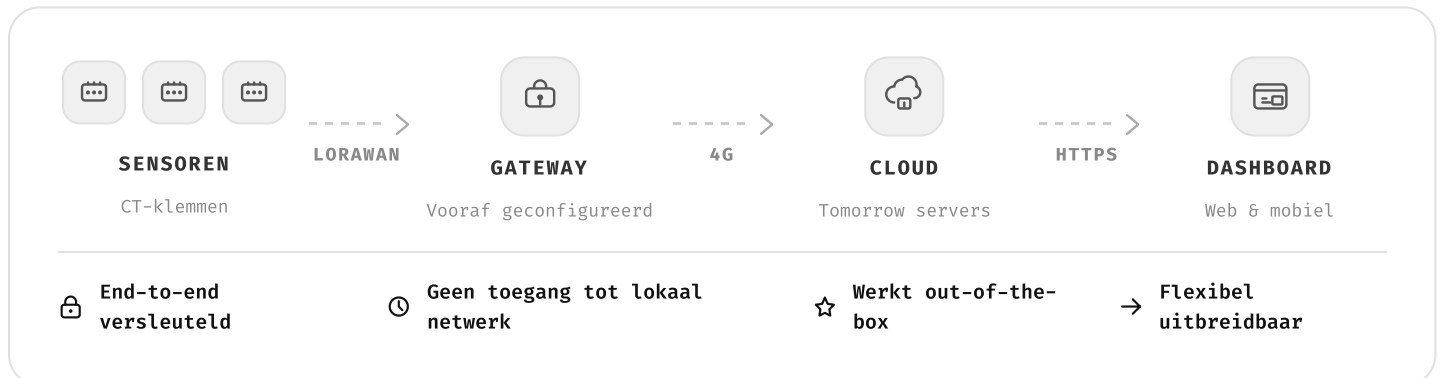 SENSOREN
CT-klemmen
LORAWAN
GATEWAY
Vooraf geconfigureerd
4G
CLOUD
Tomorrow servers
HTTPS
DASHBOARD
Web & mobiel
End-to-end
versleuteld
Geen toegang tot lokaal
netwerk
Werkt out-of-the-
box
Flexibel
uitbreidbaar